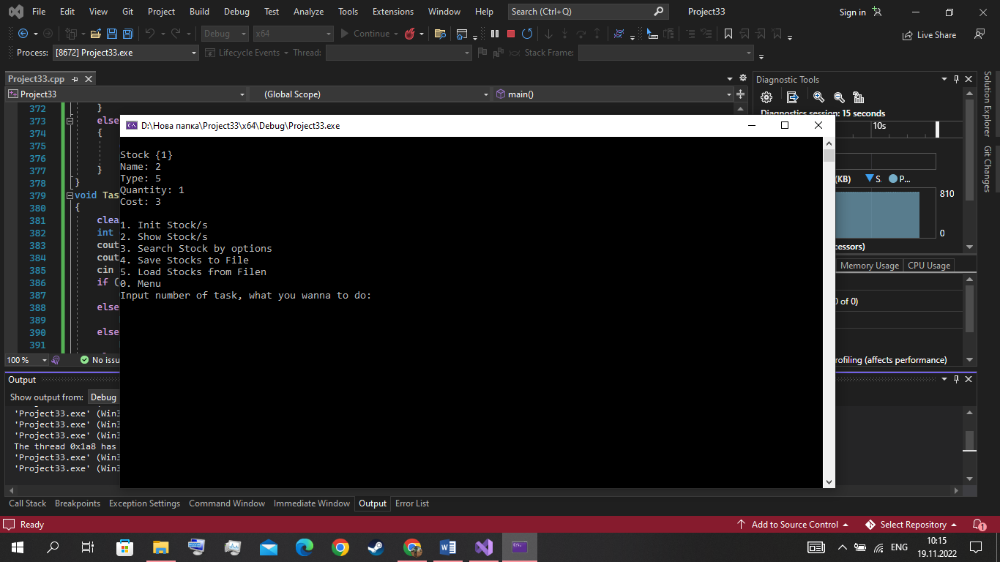 File Edit View Git Project Build Debug Test Analyze Tools Extensions Window Help Search (Ctrl+Q) Project33 Sign in
Debug x64 Continue Live Share
Process: [8672] Project33.exe Lifecycle Events Thread: Stack Frame:
Project33.cpp
Project33 (Global Scope) main()
Diagnostic Tools
Diagnostics session: 15 seconds
10s
(KB) S. P...
810
0
cessors)
Memory Usage CPU Usage
0 of 0)
rofiling (affects performance)
Solution Explorer
Git Changes
372 }
373 else
374 {
375
376
377 }
378 }
379 void Tas
380 {
381 clea
382 int
383 cout
384 cout
385 cin
386 if (
387
388 else
389
390 else
391
D:\Нова папка\Project33\x64\Debug\Project33.exe
Stock {1}
Name: 2
Type: 5
Quantity: 1
Cost: 3
1. Init Stock/s
2. Show Stock/s
3. Search Stock by options
4. Save Stocks to File
5. Load Stocks from Filen
0. Menu
Input number of task, what you wanna to do:
100 % No issu
Output
Show output from: Debug
'Project33.exe' (Win3
'Project33.exe' (Win3
'Project33.exe' (Win3
The thread 0x1a8 has
'Project33.exe' (Win3
'Project33.exe' (Win3
Call Stack Breakpoints Exception Settings Command Window Immediate Window Output Error List
Ready Add to Source Control Select Repository 1
ENG
10:15
19.11.2022